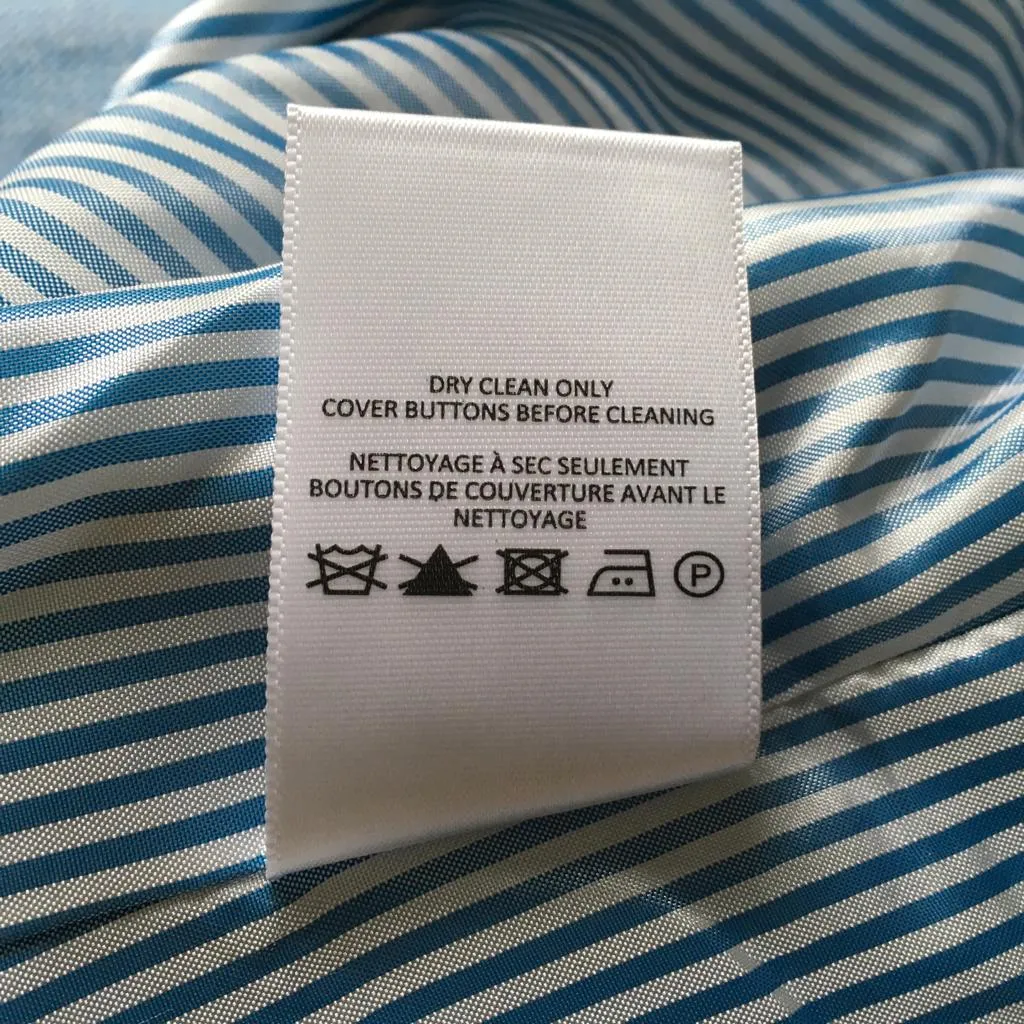 DRY CLEAN ONLY
COVER BUTTONS BEFORE CLEANING
NETTOYAGE À SEC SEULEMENT
BOUTONS DE COUVERTURE AVANT LE
NETTOYAGE
P